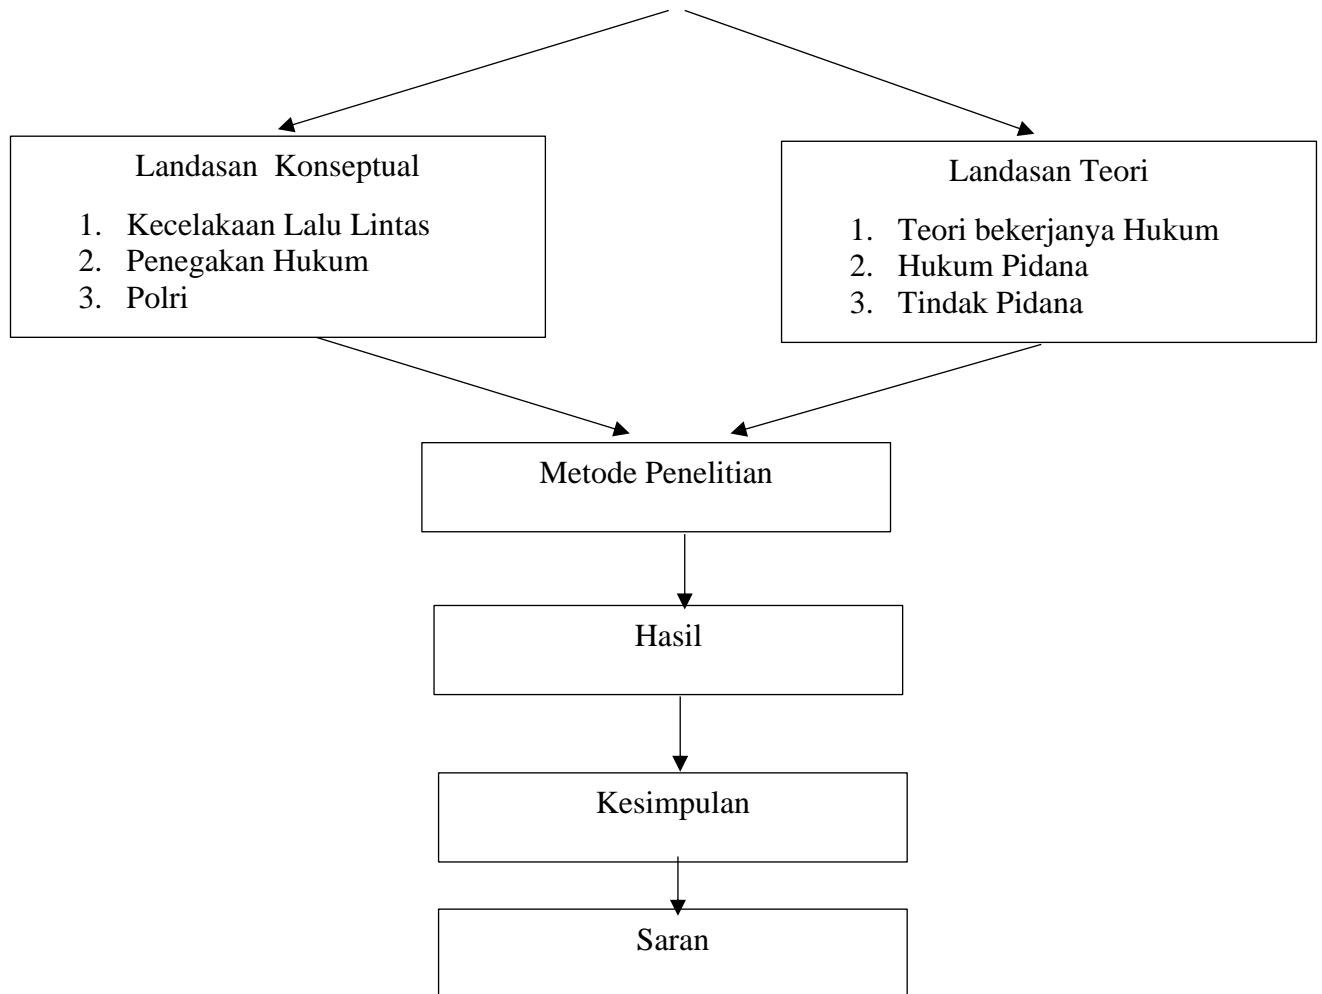 Landasan Konseptual
1. Kecelakaan Lalu Lintas
2. Penegakan Hukum
3. Polri
Landasan Teori
1. Teori bekerjanya Hukum
2. Hukum Pidana
3. Tindak Pidana
Metode Penelitian
Hasil
Kesimpulan
Saran